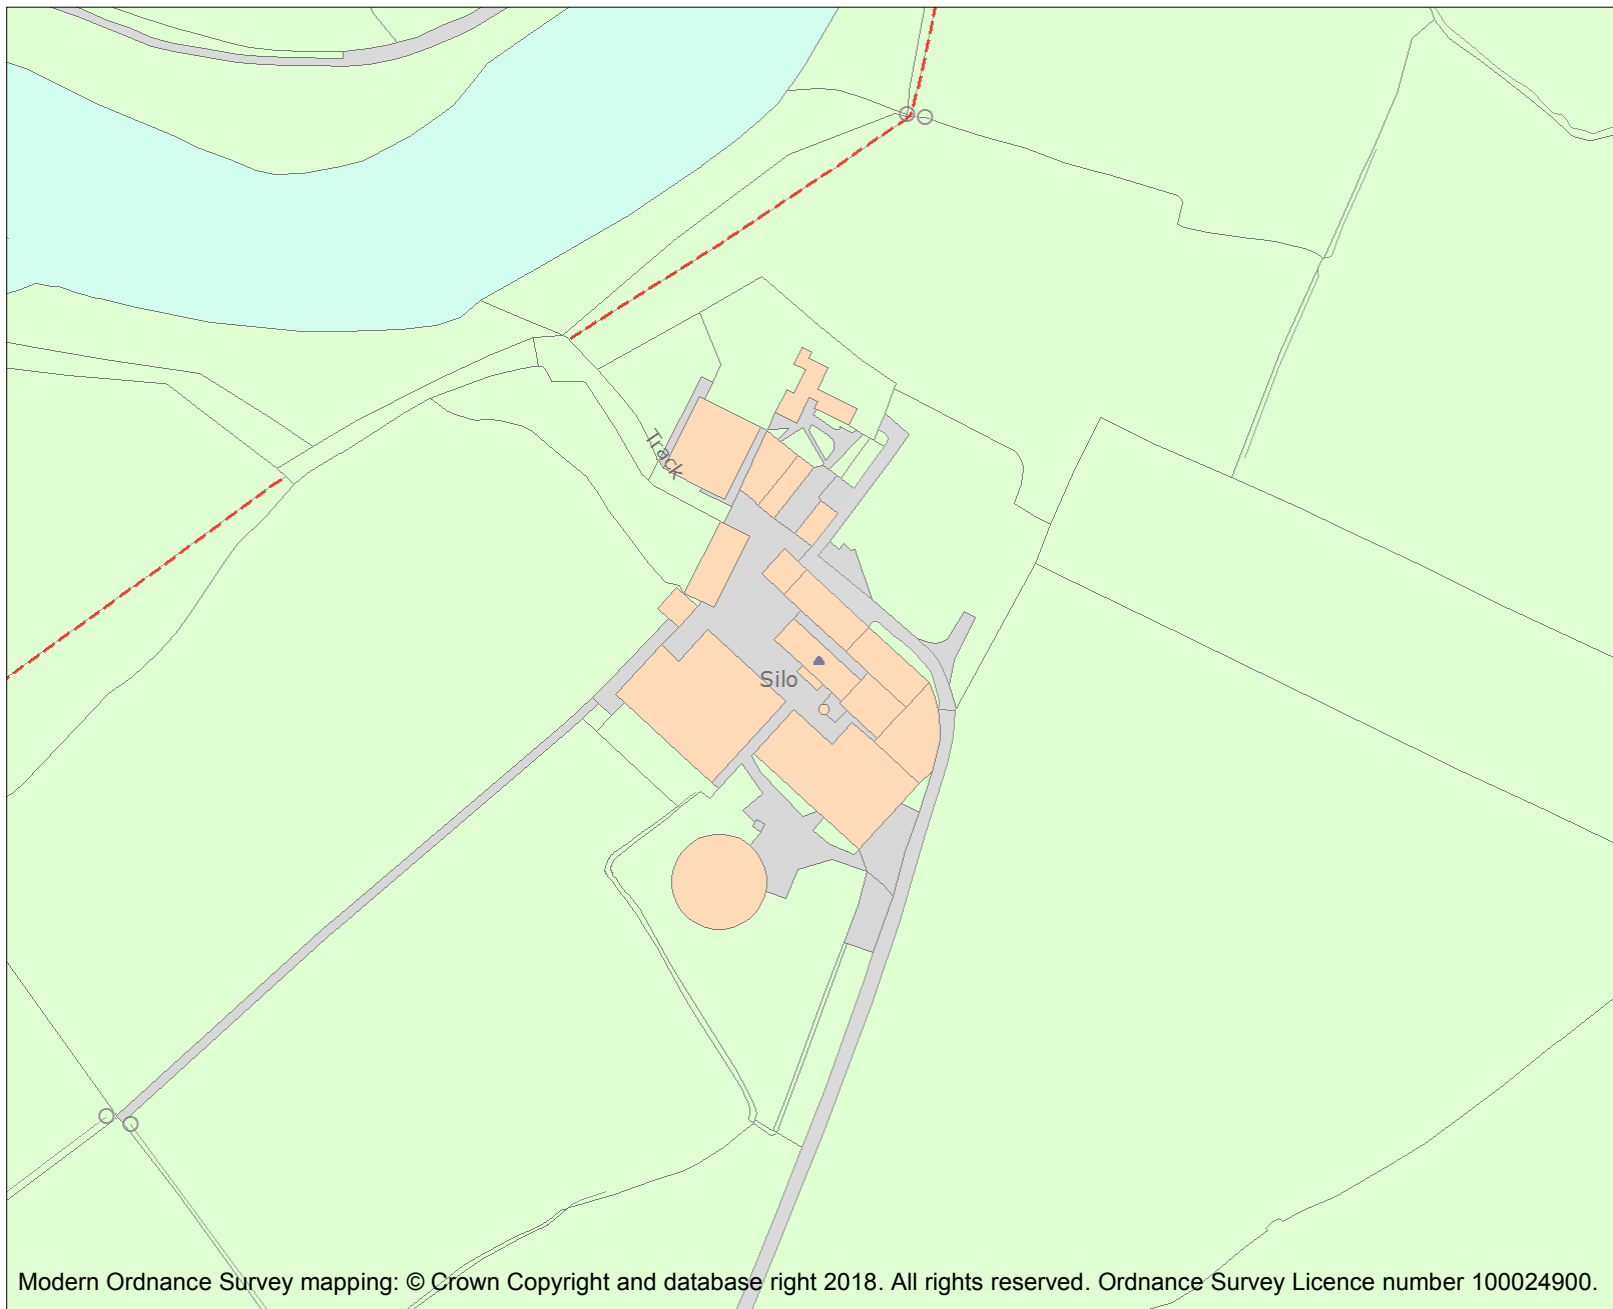 Track
Silo
Modern Ordnance Survey mapping: © Crown Copyright and database right 2018. All rights reserved. Ordnance Survey Licence number 100024900.